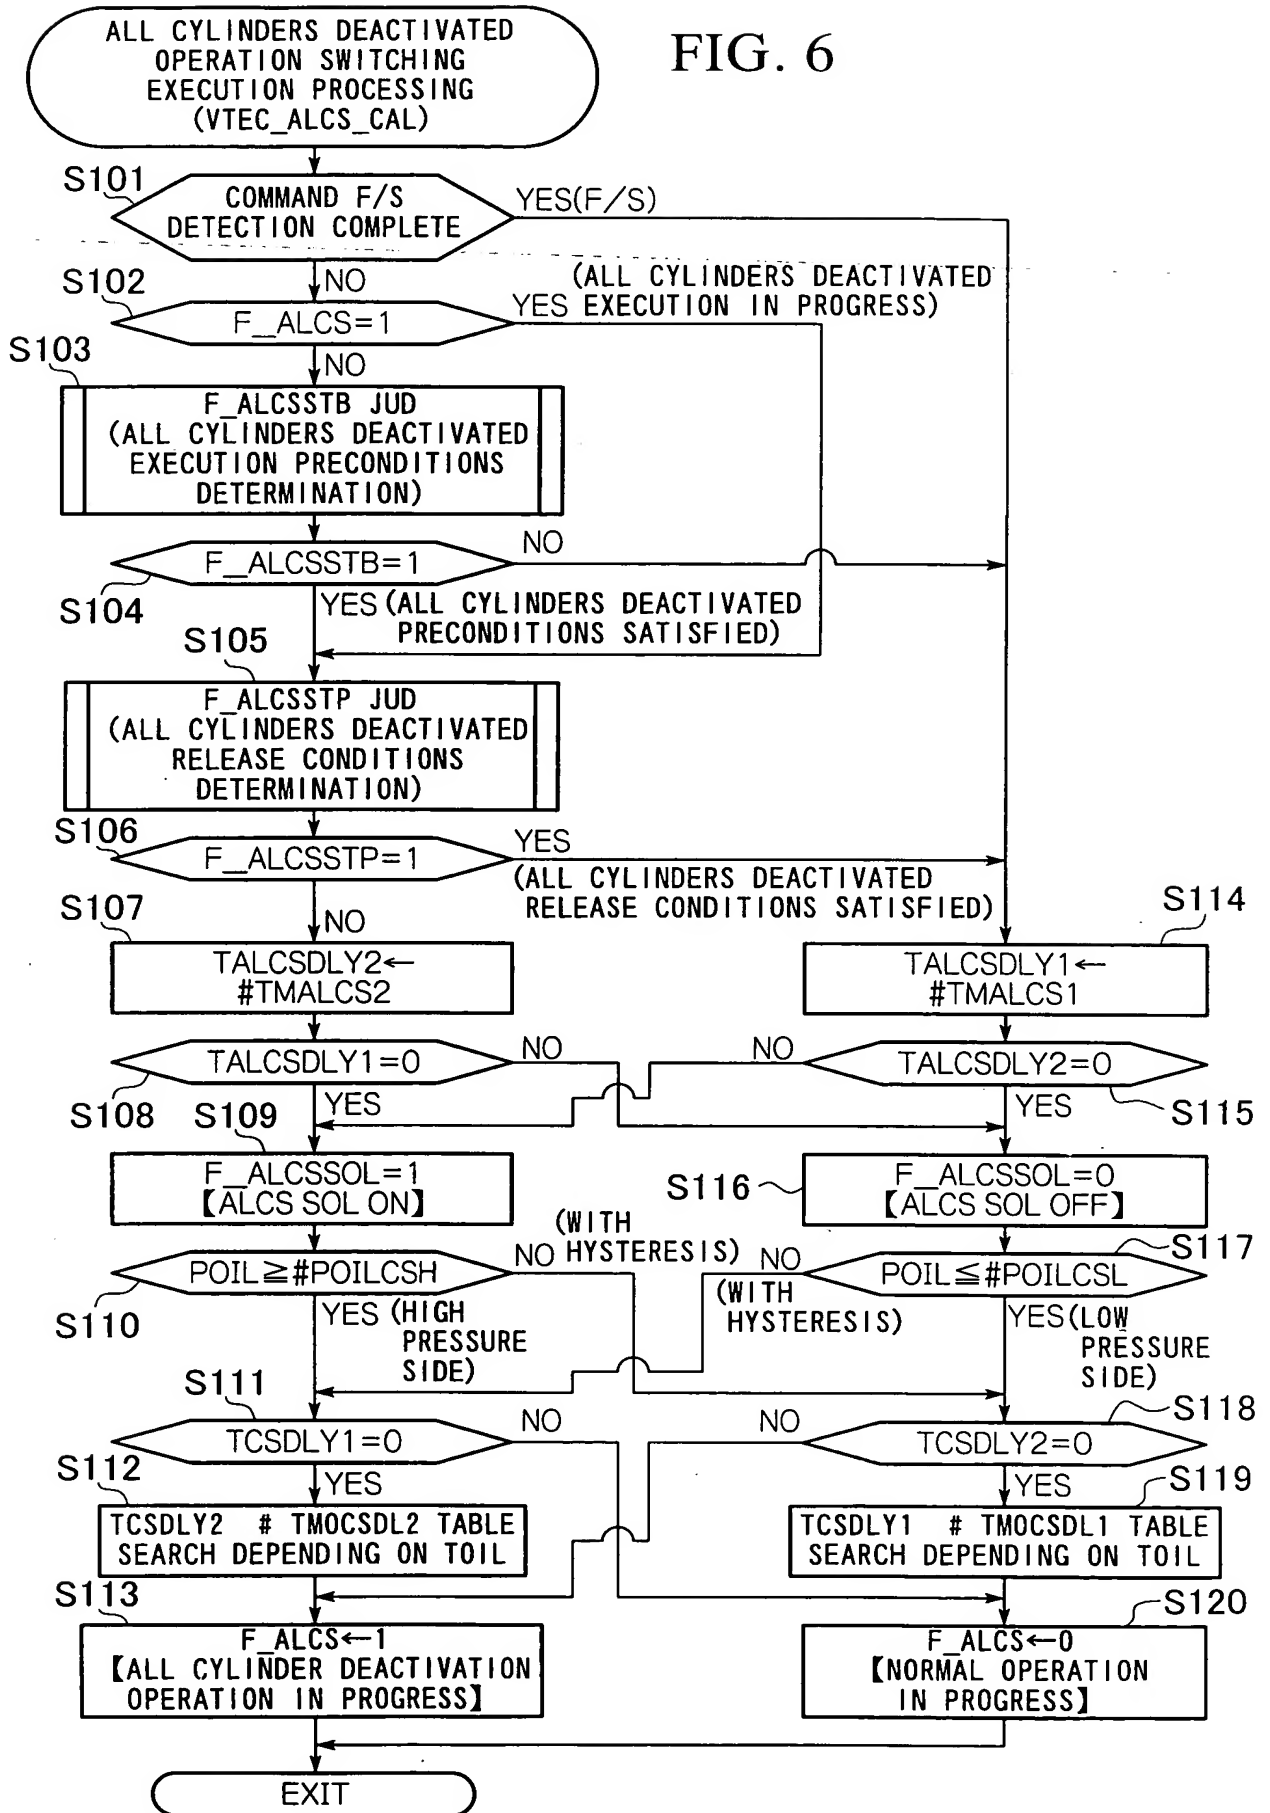 FIG. 6
ALL CYLINDERS DEACTIVATED
OPERATION SWITCHING
EXECUTION PROCESSING
(VTEC_ALCS_CAL)
S101
COMMAND F/S
DETECTION COMPLETE
YES(F/S)
NO
S102
F_ALCS=1
YES
(ALL CYLINDERS DEACTIVATED
EXECUTION IN PROGRESS)
NO
S103
F_ALCSSTB JUD
(ALL CYLINDERS DEACTIVATED
EXECUTION PRECONDITIONS
DETERMINATION)
S104
F_ALCSSTB=1
NO
YES (ALL CYLINDERS DEACTIVATED
PRECONDITIONS SATISFIED)
S105
F_ALCSSTP JUD
(ALL CYLINDERS DEACTIVATED
RELEASE CONDITIONS
DETERMINATION)
S106
F_ALCSSTP=1
YES
(ALL CYLINDERS DEACTIVATED
RELEASE CONDITIONS SATISFIED)
NO
S107
TALCSDLY2←
#TMALCS2
S114
TALCSDLY1←
#TMALCS1
S108
TALCSDLY1=0
NO
YES
NO
TALCSDLY2=0
S115
YES
S109
F_ALCSSOL=1
【ALCS SOL ON】
S116
F_ALCSSOL=0
【ALCS SOL OFF】
S110
POIL≧#POILCSH
NO
(WITH
HYSTERESIS)
YES (HIGH
PRESSURE
SIDE)
S117
NO
(WITH
HYSTERESIS)
POIL≦#POILCSL
YES (LOW
PRESSURE
SIDE)
S111
TCSDLY1=0
NO
YES
S118
NO
TCSDLY2=0
YES
S112
TCSDLY2 # TMOCSDL2 TABLE
SEARCH DEPENDING ON TOIL
S119
TCSDLY1 # TMOCSDL1 TABLE
SEARCH DEPENDING ON TOIL
S113
F_ALCS←1
【ALL CYLINDER DEACTIVATION
OPERATION IN PROGRESS】
S120
F_ALCS←0
【NORMAL OPERATION
IN PROGRESS】
EXIT